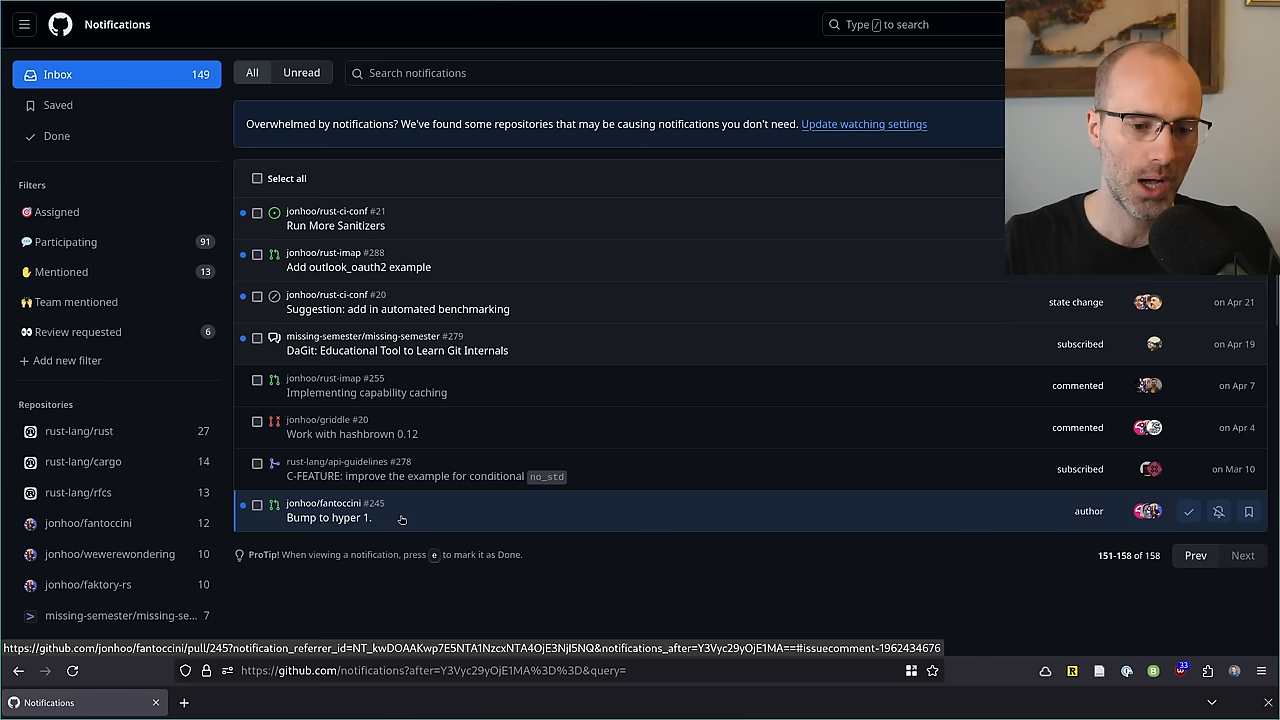 Notifications
Type / to search
Inbox 149
All Unread
Search notifications
Saved
Done
Overwhelmed by notifications? We've found some repositories that may be causing notifications you don't need. Update watching settings
Select all
Filters
Assigned
Participating 91
Mentioned 13
Team mentioned
Review requested 6
Add new filter
Repositories
rust-lang/rust 27
rust-lang/cargo 14
rust-lang/rfcs 13
jonhoo/fantoccini 12
jonhoo/wewerewondering 10
jonhoo/faktory-rs 10
missing-semester/missing-se... 7
jonhoo/rust-ci-conf #21
Run More Sanitizers
jonhoo/rust-imap #288
Add outlook_oauth2 example
jonhoo/rust-ci-conf #20
Suggestion: add in automated benchmarking
state change on Apr 21
missing-semester/missing-semester #279
DaGit: Educational Tool to Learn Git Internals
subscribed on Apr 19
jonhoo/rust-imap #255
Implementing capability caching
commented on Apr 7
jonhoo/griddle #20
Work with hashbrown 0.12
commented on Apr 4
rust-lang/api-guidelines #278
C-FEATURE: improve the example for conditional no_std
subscribed on Mar 10
jonhoo/fantoccini #245
Bump to hyper 1.
author
ProTip! When viewing a notification, press e to mark it as Done.
151-158 of 158 Prev Next
https://github.com/jonhoo/fantoccini/pull/245?notification_referrer_id=NT_kwDOAAKwp7E5NTA1NzcxNTA4OjE3NjI5NQ&notifications_after=Y3Vyc29yOjE1MA==#issuecomment-1962434676
https://github.com/notifications?after=Y3Vyc29yOjE1MA%3D%3D&query=
33
Notifications